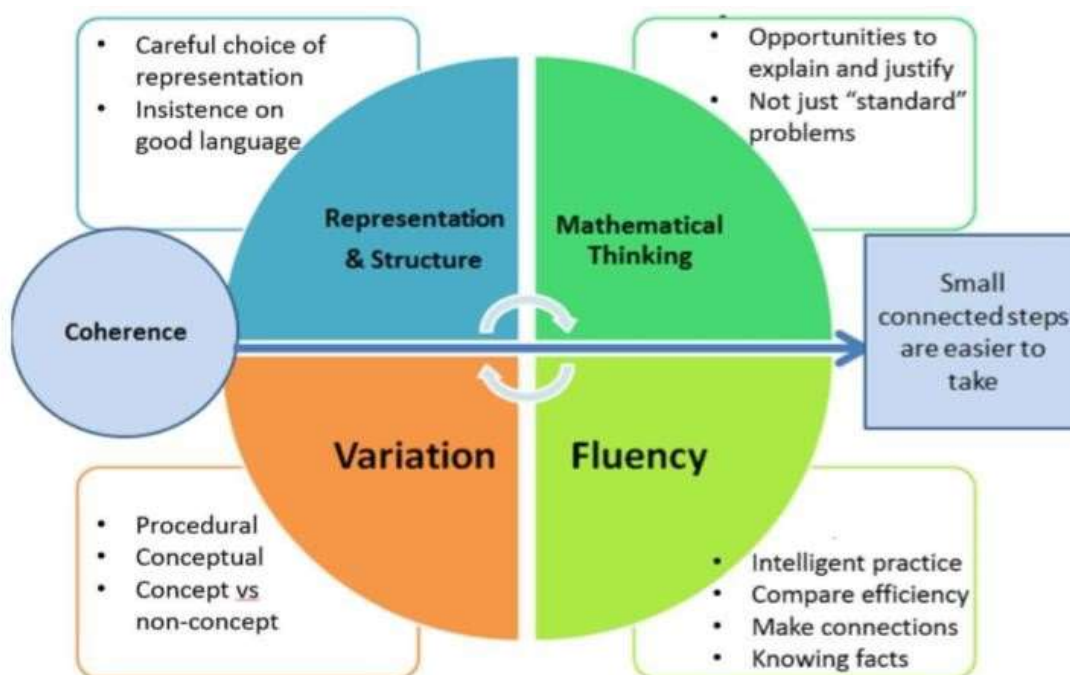 • Careful choice of
representation
• Insistence on
good language
•
• Opportunities to
explain and justify
• Not just “standard”
problems
Representation
& Structure
Mathematical
Thinking
Coherence
Small
connected steps
are easier to
take
Variation
Fluency
• Procedural
• Conceptual
• Concept vs
non-concept
• Intelligent practice
• Compare efficiency
• Make connections
• Knowing facts